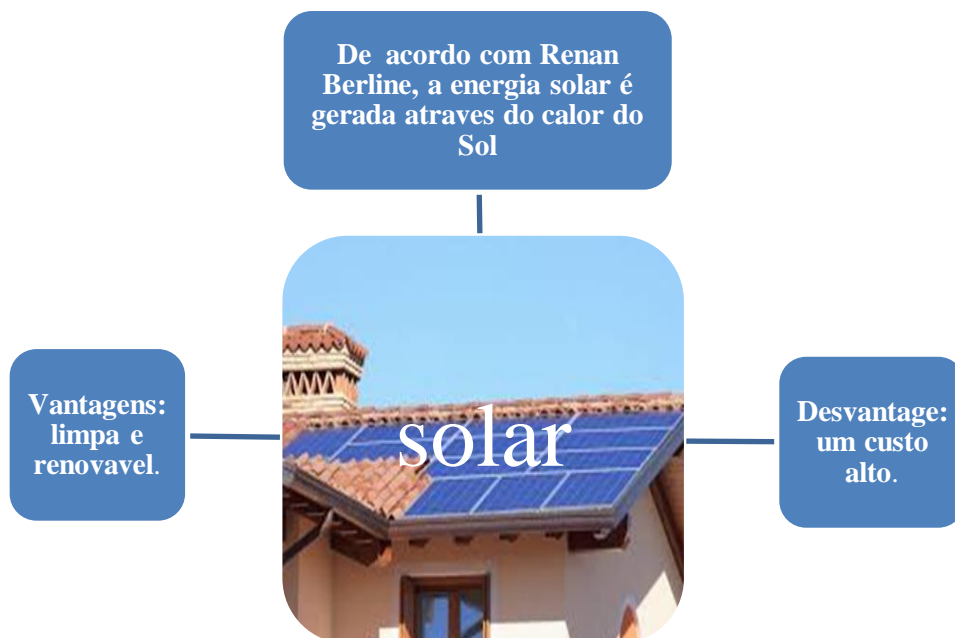 De acordo com Renan
Berline, a energia solar é
gerada atraves do calor do
Sol
solar
Vantagens:
limpa e
renovavel.
Desvantage:
um custo
alto.